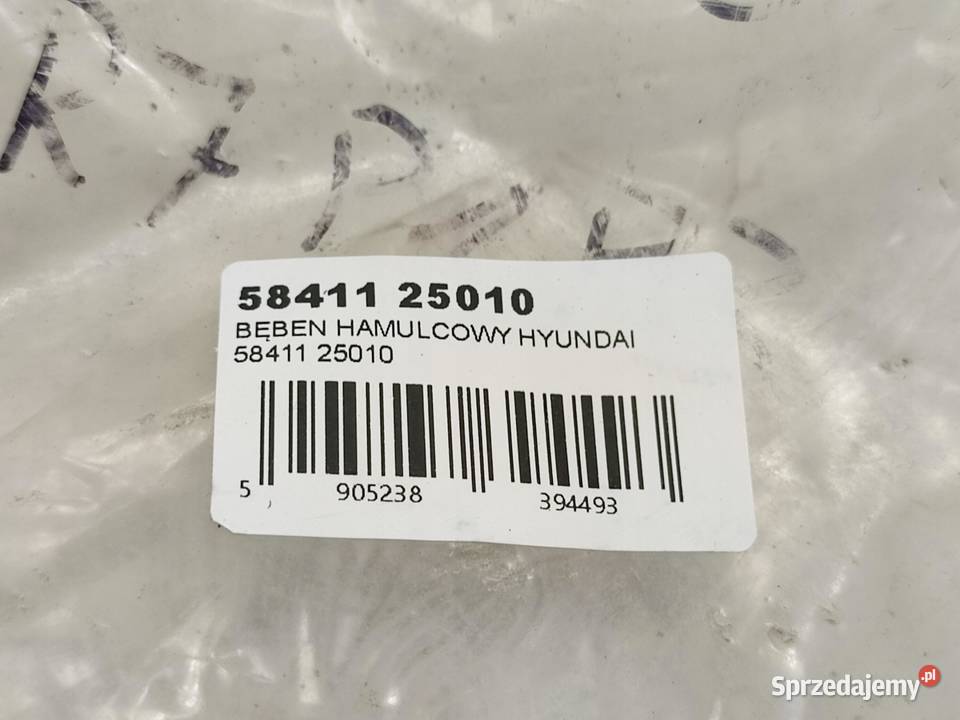 58411 25010
BĘBEN HAMULCOWY HYUNDAI
58411 25010
5 905238 394493
Sprzedajemy.pl